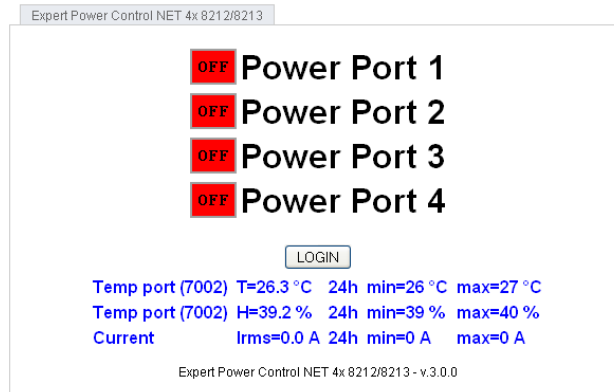 Expert Power Control NET 4x 8212/8213
OFF Power Port 1
OFF Power Port 2
OFF Power Port 3
OFF Power Port 4
LOGIN
Temp port (7002) T=26.3 °C 24h min=26 °C max=27 °C
Temp port (7002) H=39.2 % 24h min=39 % max=40 %
Current Irms=0.0 A 24h min=0 A max=0 A
Expert Power Control NET 4x 8212/8213 - v.3.0.0